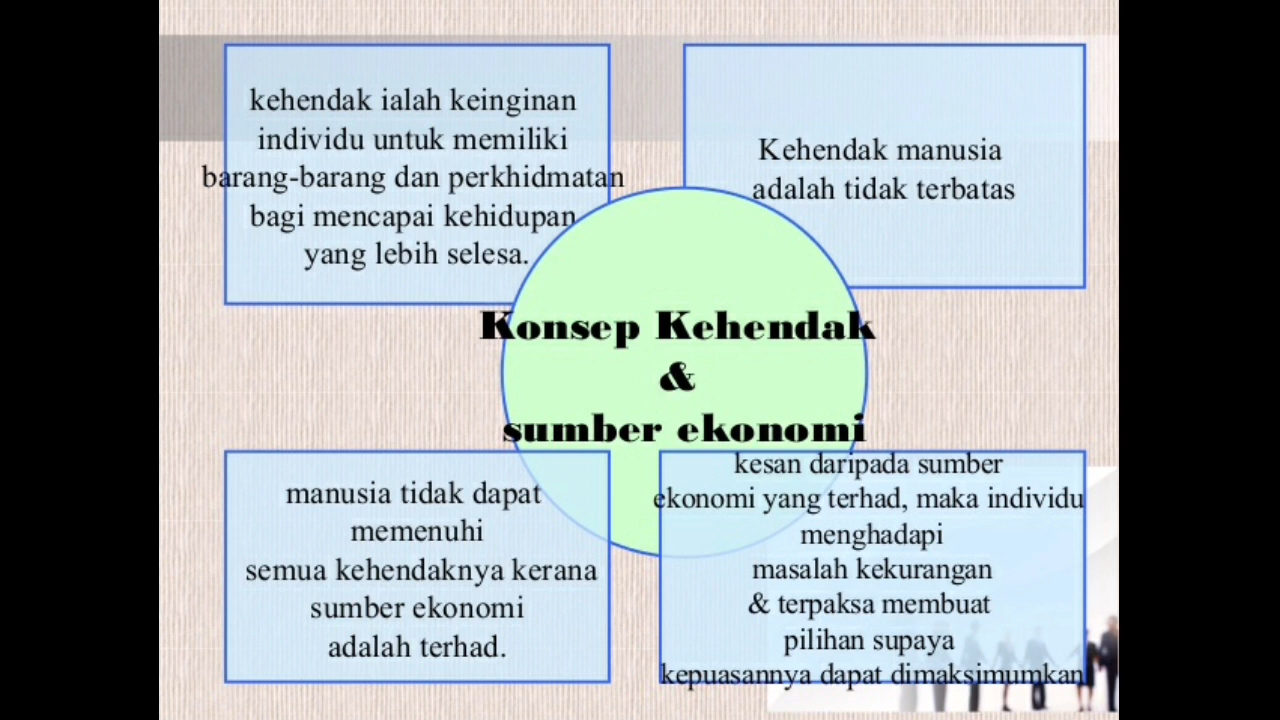 kehendak ialah keinginan
individu untuk memiliki
barang-barang dan perkhidmatan
bagi mencapai kehidupan
yang lebih selesa.
Kehendak manusia
adalah tidak terbatas
Konsep Kehendak
&
sumber ekonomi
manusia tidak dapat
memenuhi
semua kehendaknya kerana
sumber ekonomi
adalah terhad.
kesan daripada sumber
ekonomi yang terhad, maka individu
menghadapi
masalah kekurangan
& terpaksa membuat
pilihan supaya
kepuasannya dapat dimaksimumkan